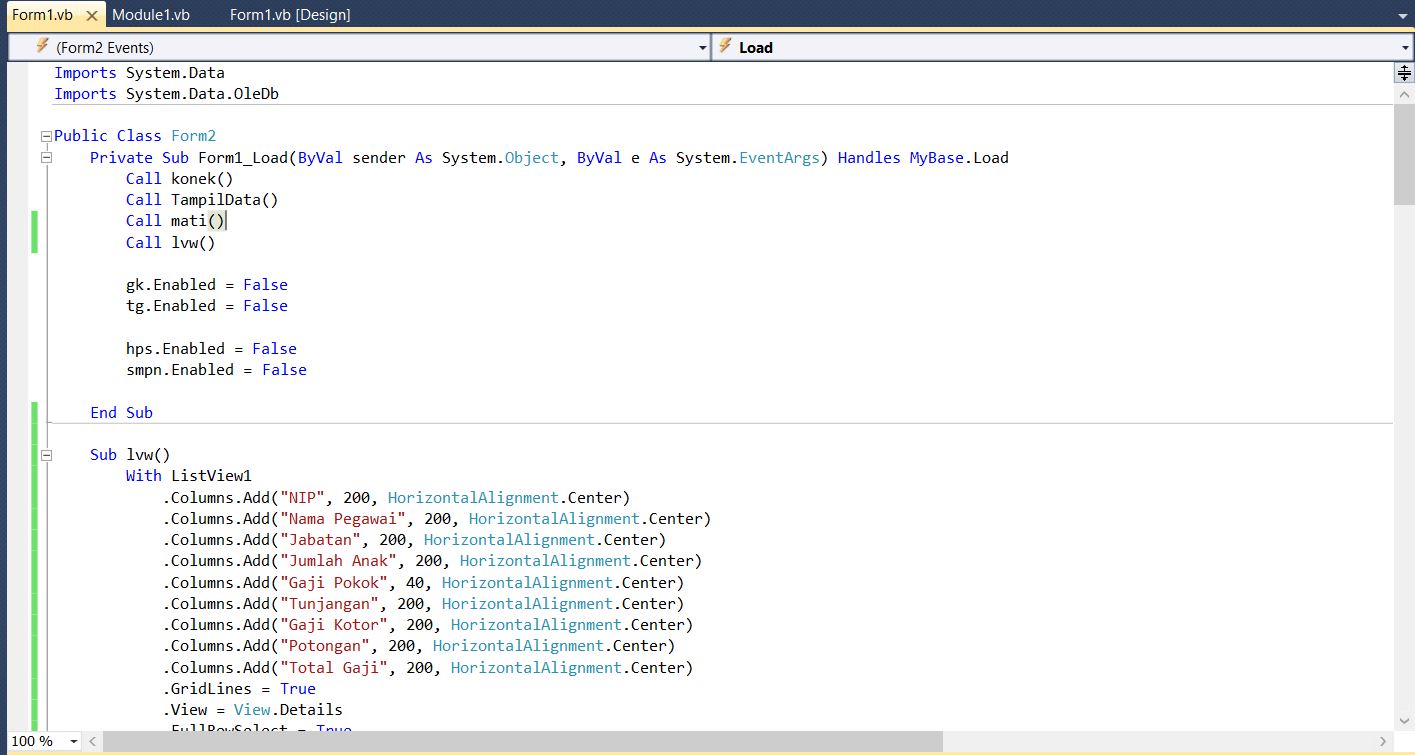 Form1.vb Module1.vb Form1.vb [Design]
(Form2 Events) Load
Imports System.Data
Imports System.Data.OleDb
Public Class Form2
Private Sub Form1_Load(ByVal sender As System.Object, ByVal e As System.EventArgs) Handles MyBase.Load
Call konek()
Call TampilData()
Call mati()
Call lvw()
gk.Enabled = False
tg.Enabled = False
hps.Enabled = False
smpn.Enabled = False
End Sub
Sub lvw()
With ListView1
.Columns.Add("NIP", 200, HorizontalAlignment.Center)
.Columns.Add("Nama Pegawai", 200, HorizontalAlignment.Center)
.Columns.Add("Jabatan", 200, HorizontalAlignment.Center)
.Columns.Add("Jumlah Anak", 200, HorizontalAlignment.Center)
.Columns.Add("Gaji Pokok", 40, HorizontalAlignment.Center)
.Columns.Add("Tunjangan", 200, HorizontalAlignment.Center)
.Columns.Add("Gaji Kotor", 200, HorizontalAlignment.Center)
.Columns.Add("Potongan", 200, HorizontalAlignment.Center)
.Columns.Add("Total Gaji", 200, HorizontalAlignment.Center)
.GridLines = True
.View = View.Details
.FullRowSelect = True
100 %